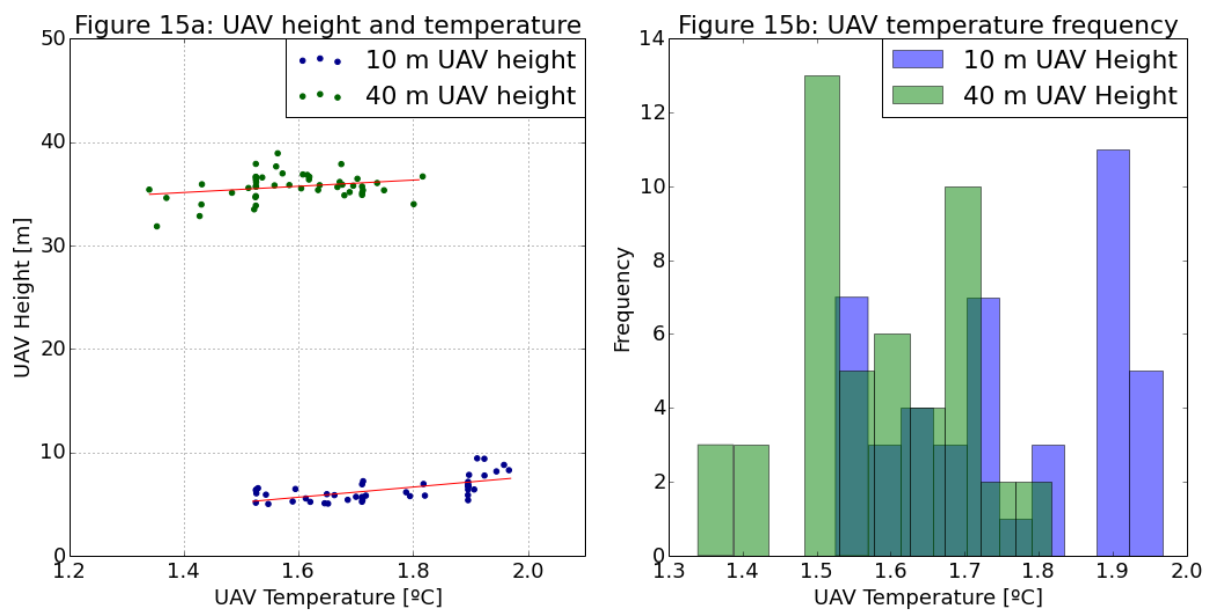 Figure 15a: UAV height and temperature
50
40
30
20
10
0
UAV Height [m]
10 m UAV height
40 m UAV height
1.2 1.4 1.6 1.8 2.0
UAV Temperature [ºC]
Figure 15b: UAV temperature frequency
14
12
10
8
6
4
2
0
Frequency
10 m UAV Height
40 m UAV Height
1.3 1.4 1.5 1.6 1.7 1.8 1.9 2.0
UAV Temperature [ºC]